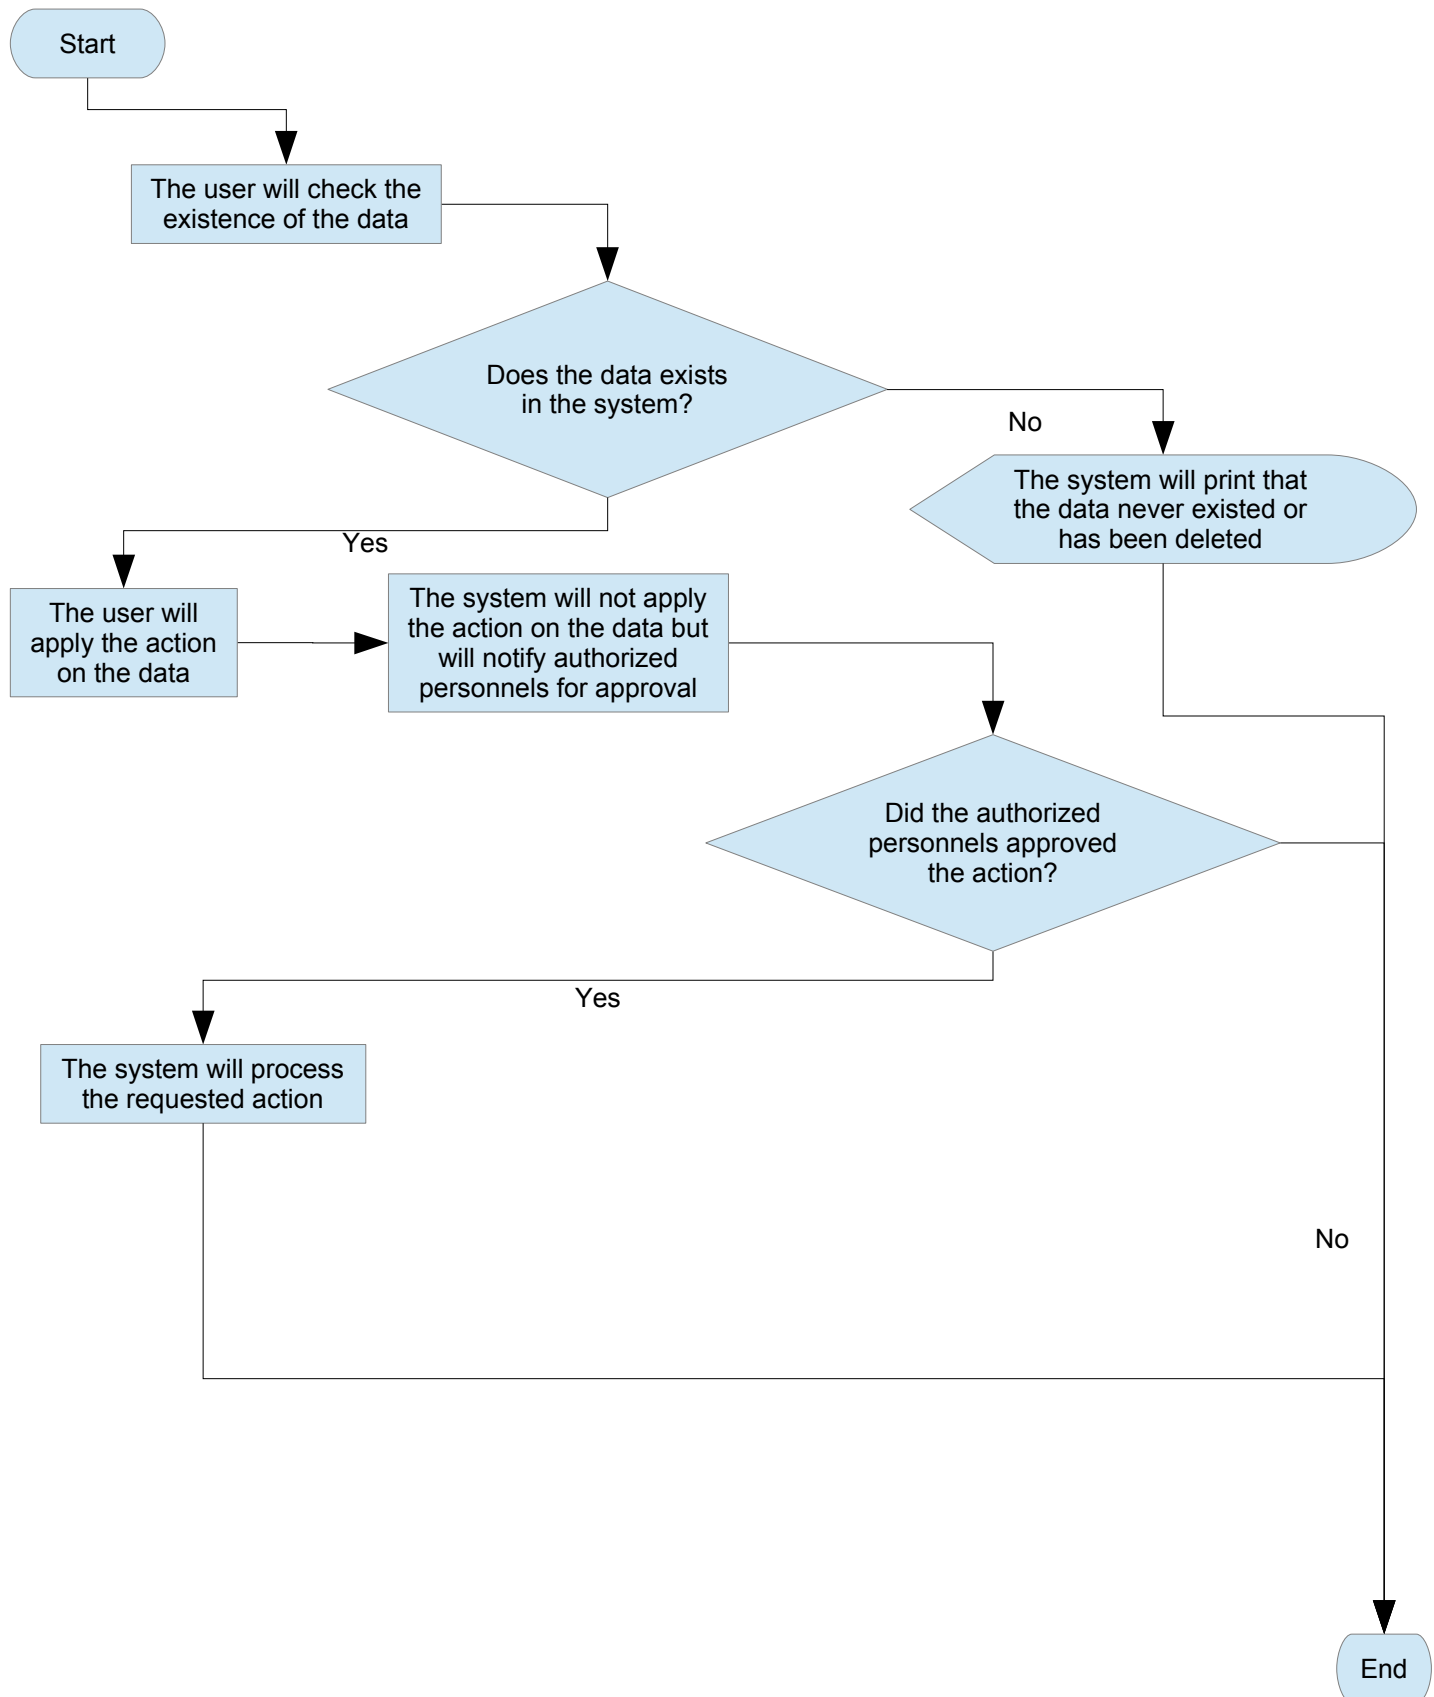 Start
The user will check the
existence of the data
Does the data exists
in the system?
No
The system will print that
the data never existed or
has been deleted
Yes
The user will
apply the action
on the data
The system will not apply
the action on the data but
will notify authorized
personnels for approval
Did the authorized
personnels approved
the action?
Yes
The system will process
the requested action
No
End